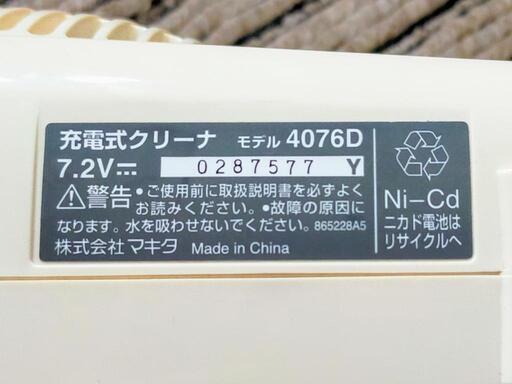 充電式クリーナ モデル 4076D
7.2V⎓ 0287577 Y
⚠警告 ●ご使用前に取扱説明書を必ずよく
お読みください。●故障の原因に
なります。水を吸わせないでください。 865228A5
株式会社マキタ Made in China
Ni-Cd
ニカド電池は
リサイクルへ